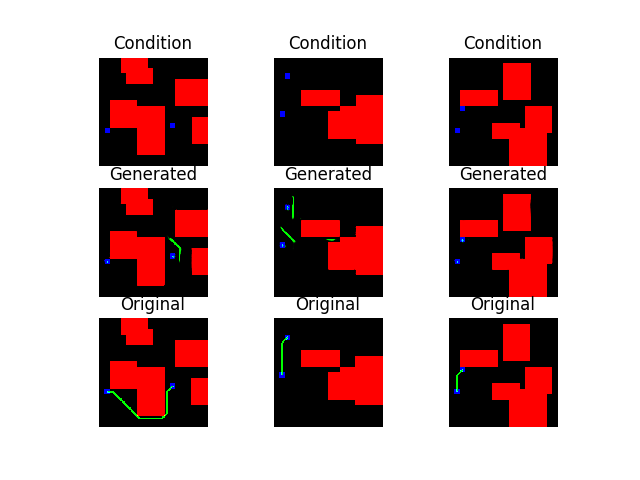 Condition Condition Condition
Generated Generated Generated
Original Original Original